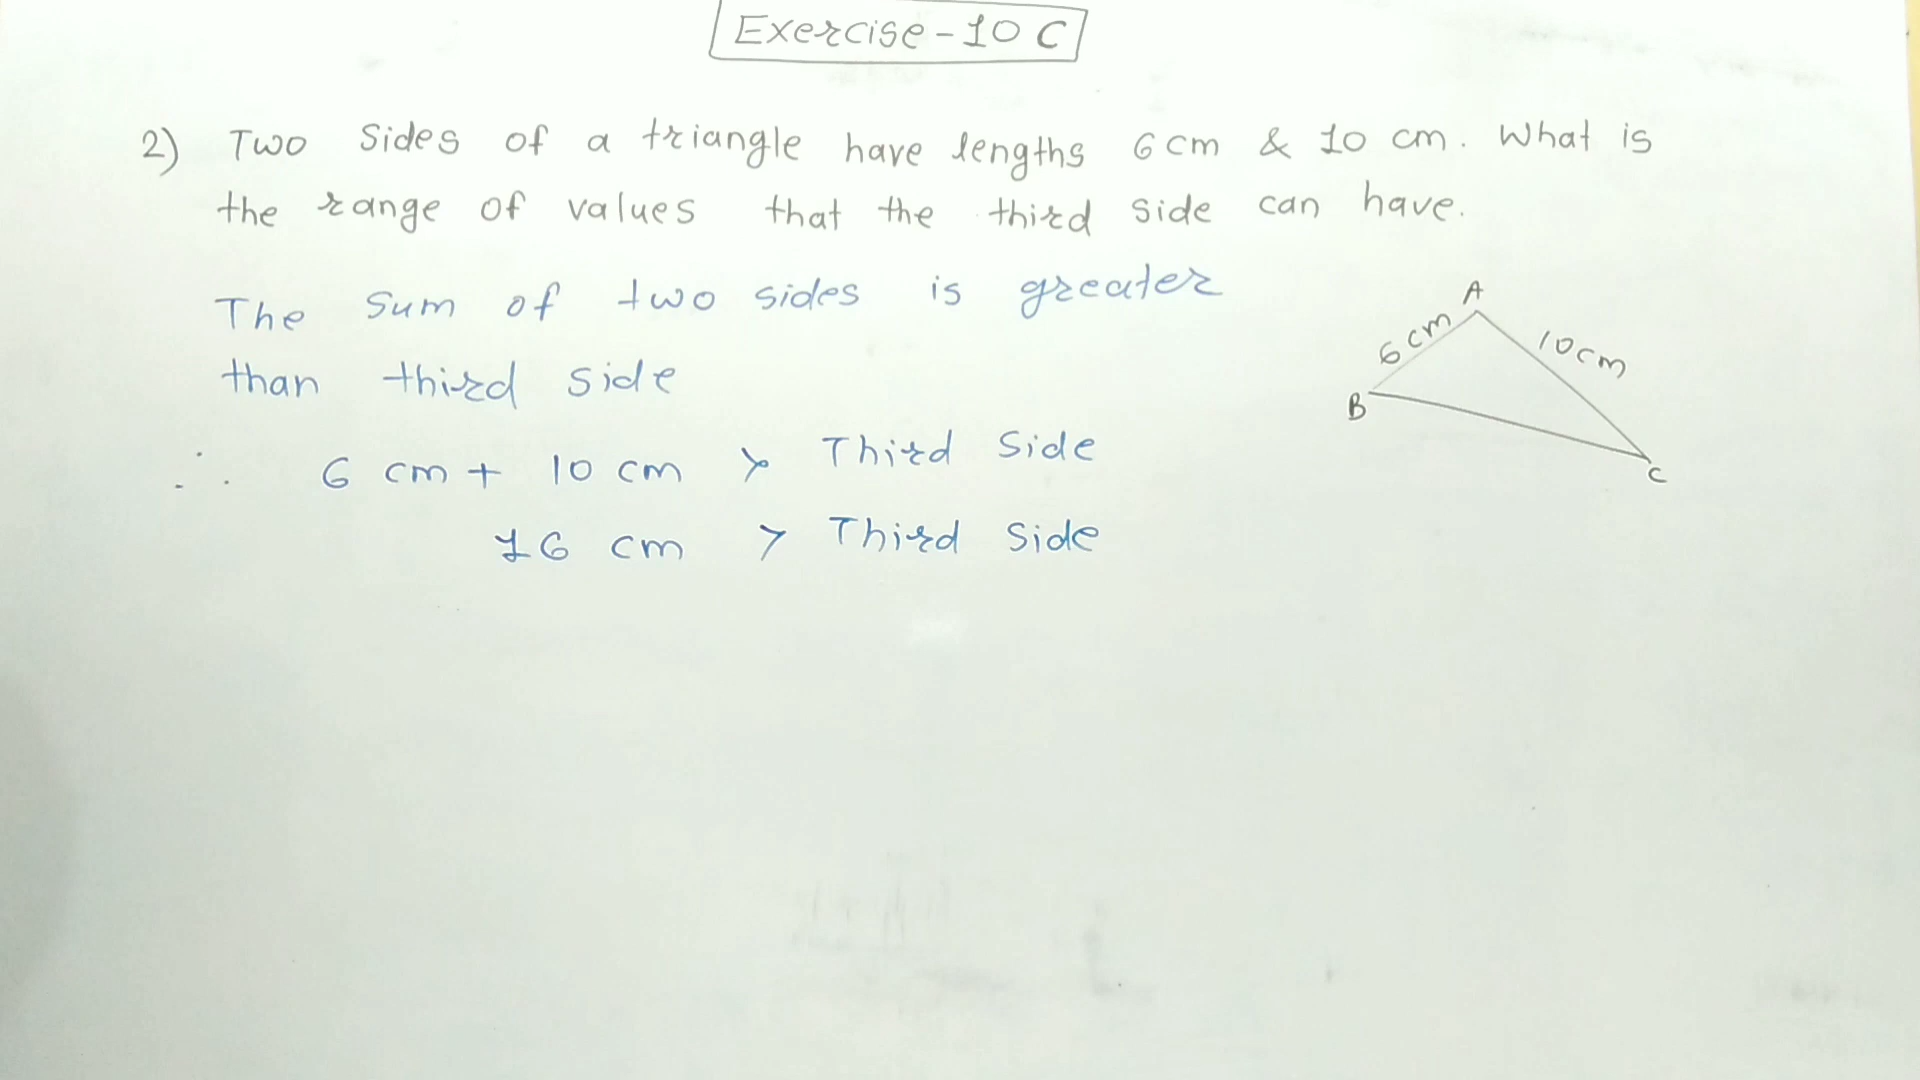 Exercise - 10 C
2) Two Sides of a triangle have lengths 6 cm & 10 cm. What is
the range of values that the third side can have.
The Sum of two sides is greater
than third side
∴ 6 cm + 10 cm > Third Side
16 cm > Third Side
A
6 cm
10 cm
B
C